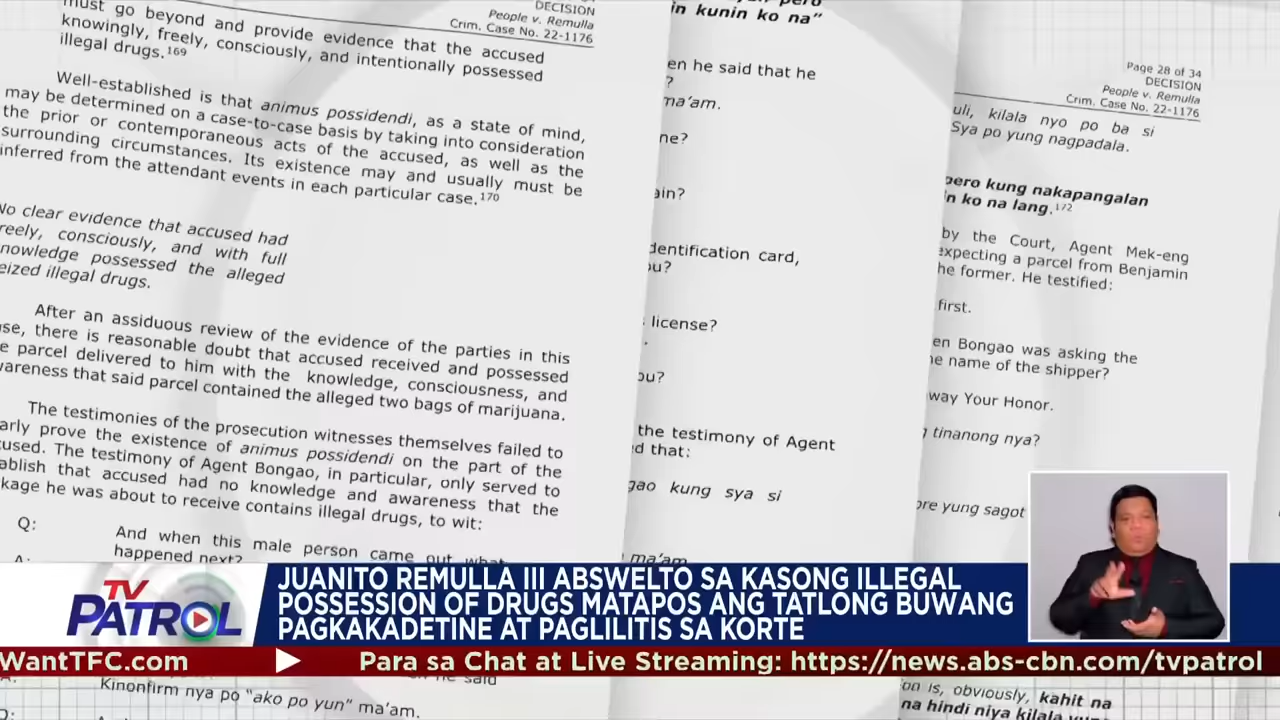 DECISION
People v. Remulla
Crim. Case No. 22-1176
must go beyond and provide evidence that the accused
knowingly, freely, consciously, and intentionally possessed
illegal drugs.169
Well-established is that animus possidendi, as a state of mind,
may be determined on a case-to-case basis by taking into consideration
the prior or contemporaneous acts of the accused, as well as the
surrounding circumstances. Its existence may and usually must be
inferred from the attendant events in each particular case.170
No clear evidence that accused had
reely, consciously, and with full
nowledge possessed the alleged
eized illegal drugs.
After an assiduous review of the evidence of the parties in this
se, there is reasonable doubt that accused received and possessed
e parcel delivered to him with the knowledge, consciousness, and
wareness that said parcel contained the alleged two bags of marijuana.
The testimonies of the prosecution witnesses themselves failed to
arly prove the existence of animus possidendi on the part of the
cused. The testimony of Agent Bongao, in particular, only served to
ablish that accused had no knowledge and awareness that the
kage he was about to receive contains illegal drugs, to wit:
Q: And when this male person came out what
happened next?
Kinonfirm nya po "ako po yun" ma'am.
in kunin ko na"
en he said that he
?
ma'am.
ne?
ain?
dentification card,
ou?
license?
ou?
the testimony of Agent
d that:
gao kung sya si
ma'am
he said
Page 28 of 34
DECISION
People v. Remulla
Crim. Case No. 22-1176
uli, kilala nyo po ba si
Sya po yung nagpadala.
pero kung nakapangalan
n ko na lang.172
by the Court, Agent Mek-eng
expecting a parcel from Benjamin
he former. He testified:
first.
en Bongao was asking the
he name of the shipper?
way Your Honor.
g tinanong nya?
ore yung sagot
on is, obviously, kahit na
na hindi niya kilala yung
TV PATROL
JUANITO REMULLA III ABSWELTO SA KASONG ILLEGAL
POSSESSION OF DRUGS MATAPOS ANG TATLONG BUWANG
PAGKAKADETINE AT PAGLILITIS SA KORTE
WantTFC.com Para sa Chat at Live Streaming: https://news.abs-cbn.com/tvpatrol